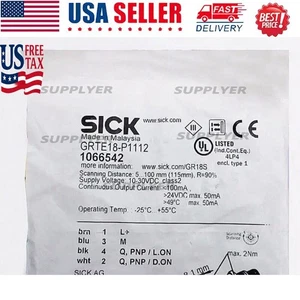 USA SELLER
FAST
DELIVERY
BEST
PRICE!
US FREE
TAX
SUPPLYER
SUPPLYER
SICK
Made in Malaysia
www.sick.com
GRTE18-P1112
1066542
UL
LISTED
(Ind.Cont.Eq.)
4LP4
encl. type 1
more information: www.sick.com/GR18S
Scanning Distance: 5...100 mm (115mm), R=90%
Supply Voltage: 10-30VDC, class2
Continuous Output Current: <100mA
>24VDC max. 50mA
>49°C max. 50mA
Operating Temp. -25°C, +55°C
SUPPLYER
SUPPLYER
brn 1 L+
blu 3 M
blk 4 Q, PNP / L.ON
wht 2 Q, PNP / D.ON
max. 2Nm
SICK AG